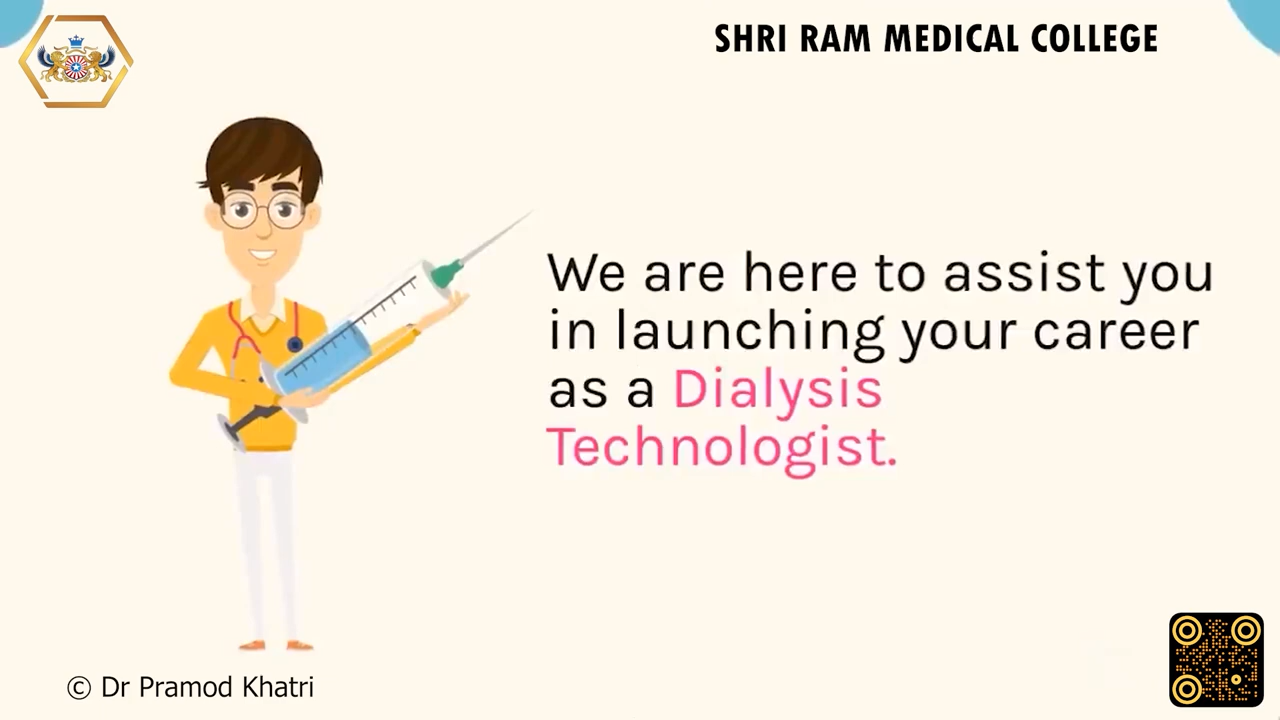 SHRI RAM MEDICAL COLLEGE
We are here to assist you
in launching your career
as a Dialysis
Technologist.
© Dr Pramod Khatri